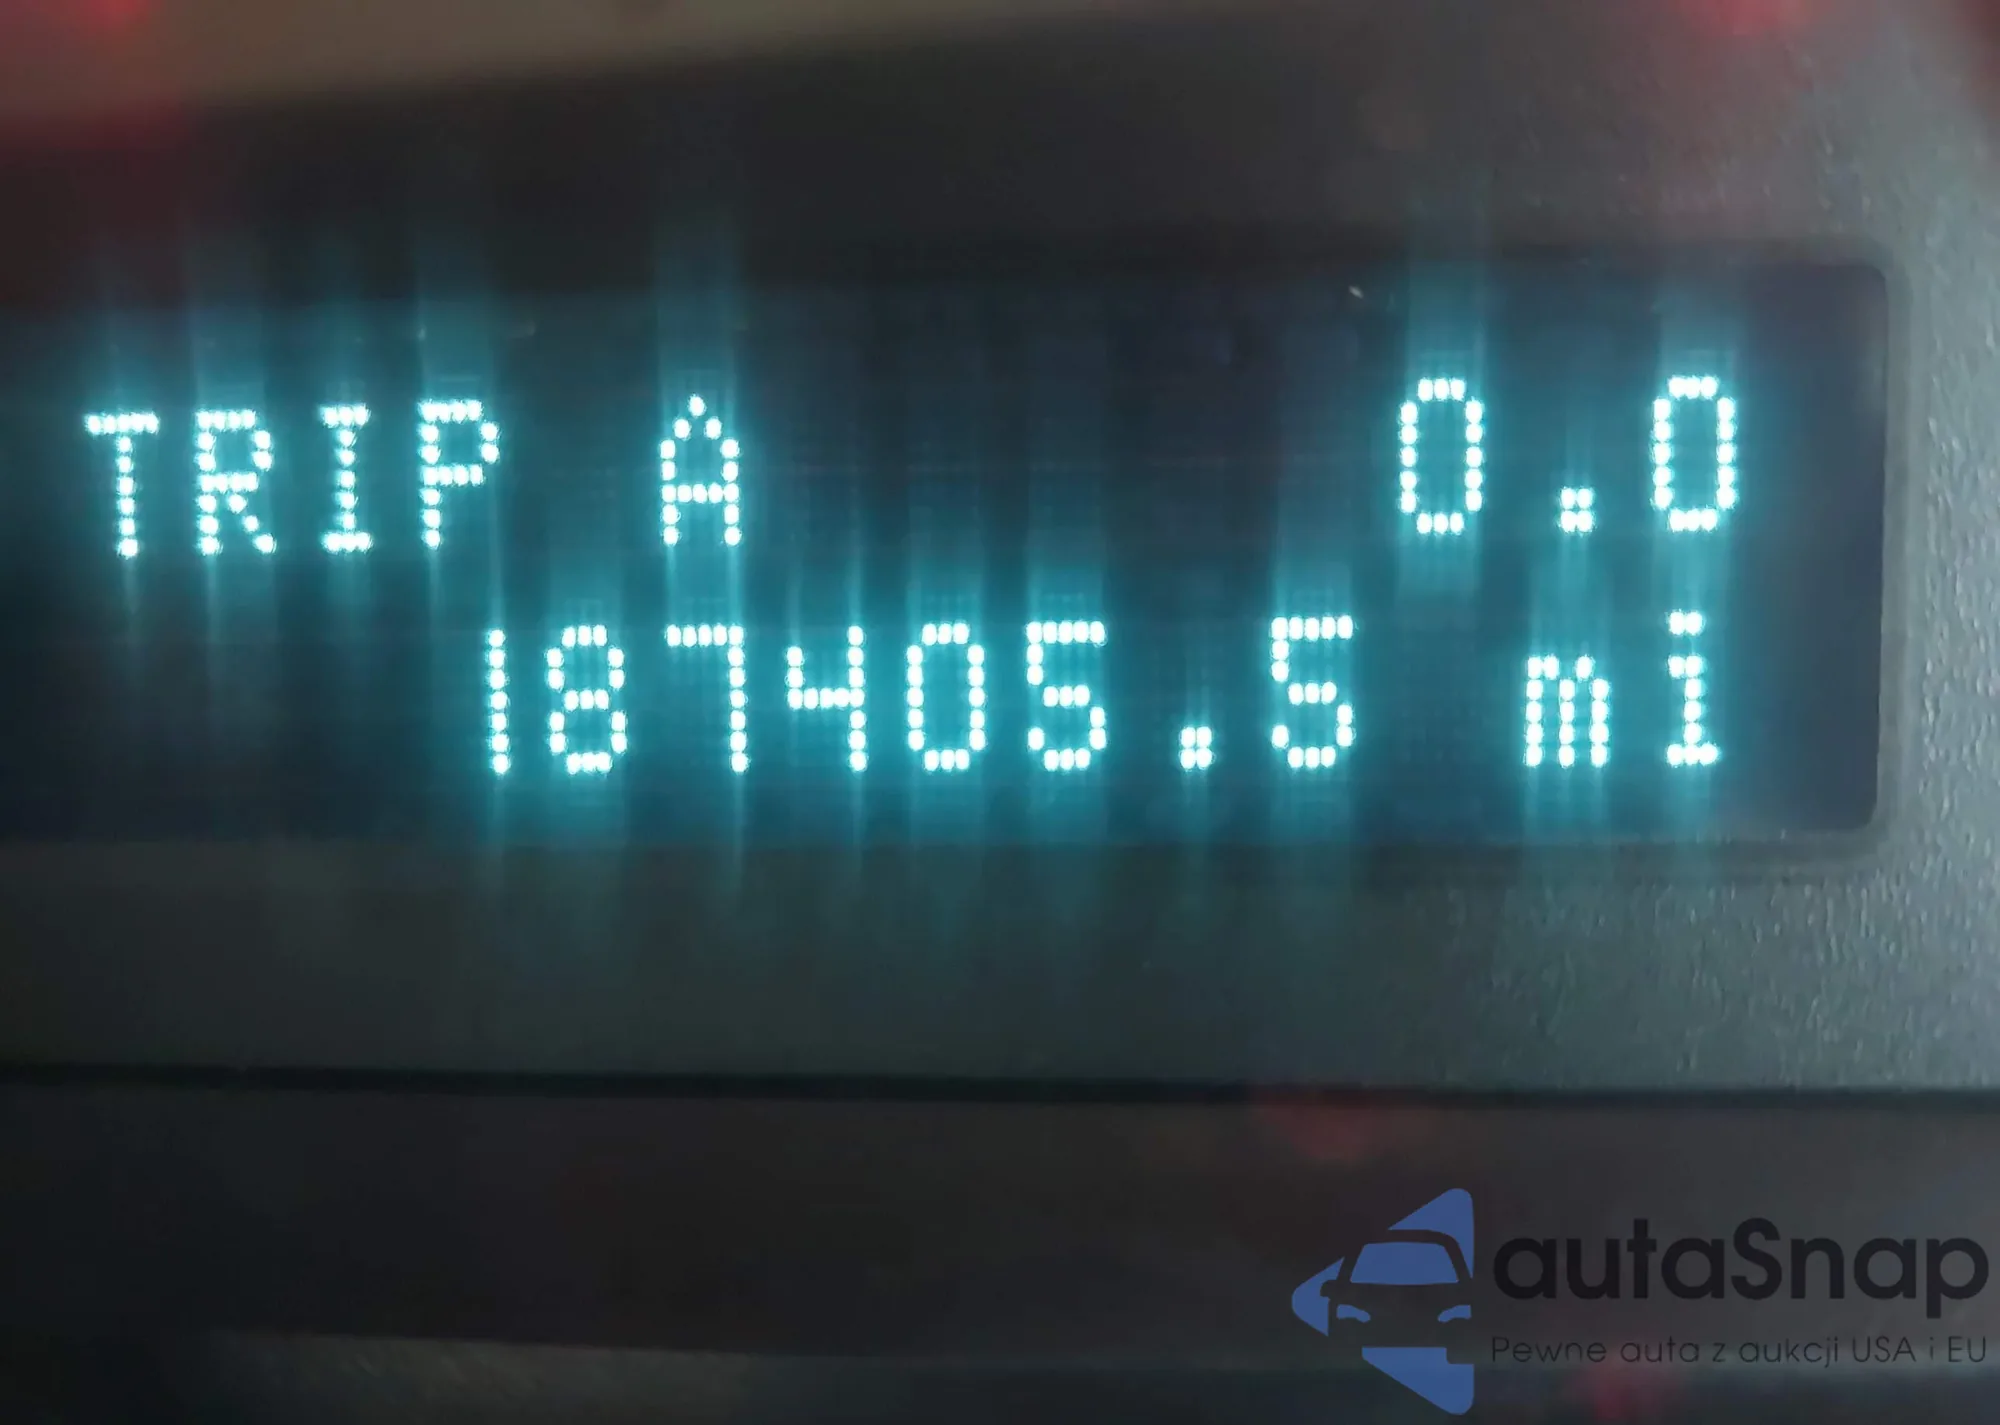 TRIP A 0.0
187405.5 mi
autaSnap
Pewne auta z aukcji USA i EU